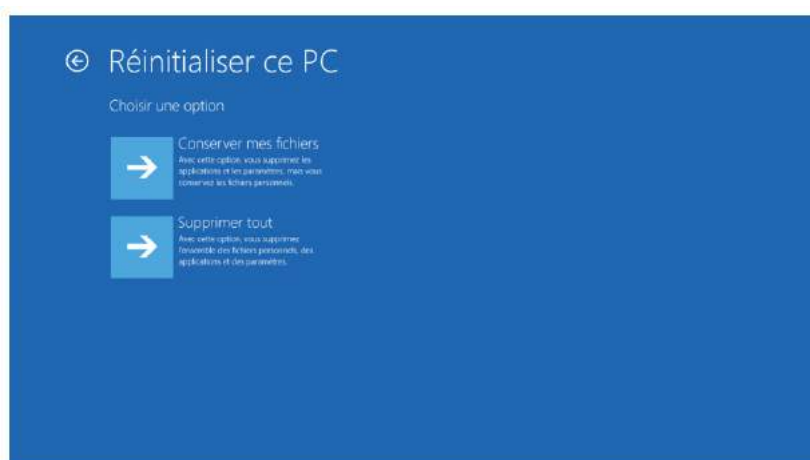 Réinitialiser ce PC
Choisir une option
Conserver mes fichiers
Avec cette option, vous supprimez les
applications et les paramètres, mais vous
conservez les fichiers personnels.
Supprimer tout
Avec cette option, vous supprimez
l'ensemble des fichiers personnels, des
applications et des paramètres.